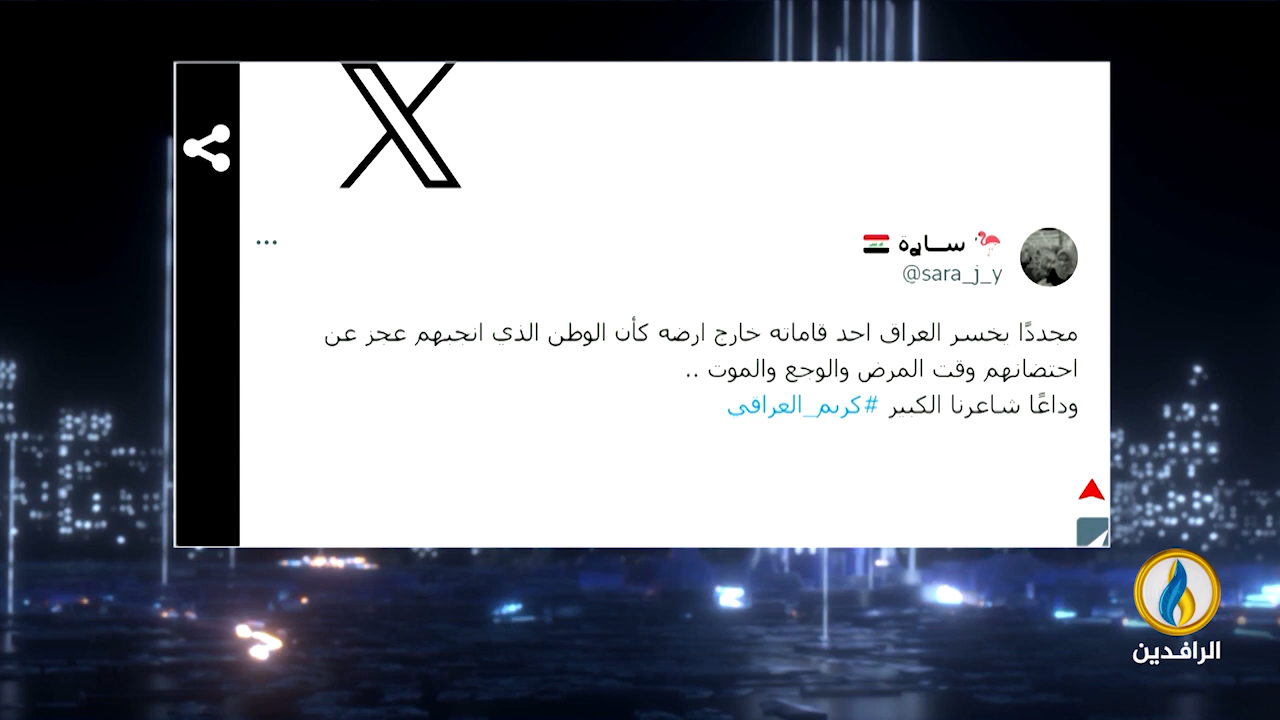 سارة
@sara_j_y
مجددًا يخسر العراق احد قاماته خارج ارضه كأن الوطن الذي انجبهم عجز عن
احتضانهم وقت المرض والوجع والموت ..
وداعًا شاعرنا الكبير #كريم_العراقي
الرافدين